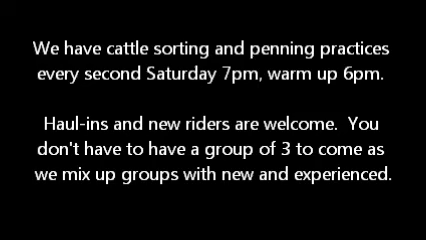 We have cattle sorting and penning practices
every second Saturday 7pm, warm up 6pm.
Haul-ins and new riders are welcome.  You
don't have to have a group of 3 to come as
we mix up groups with new and experienced.